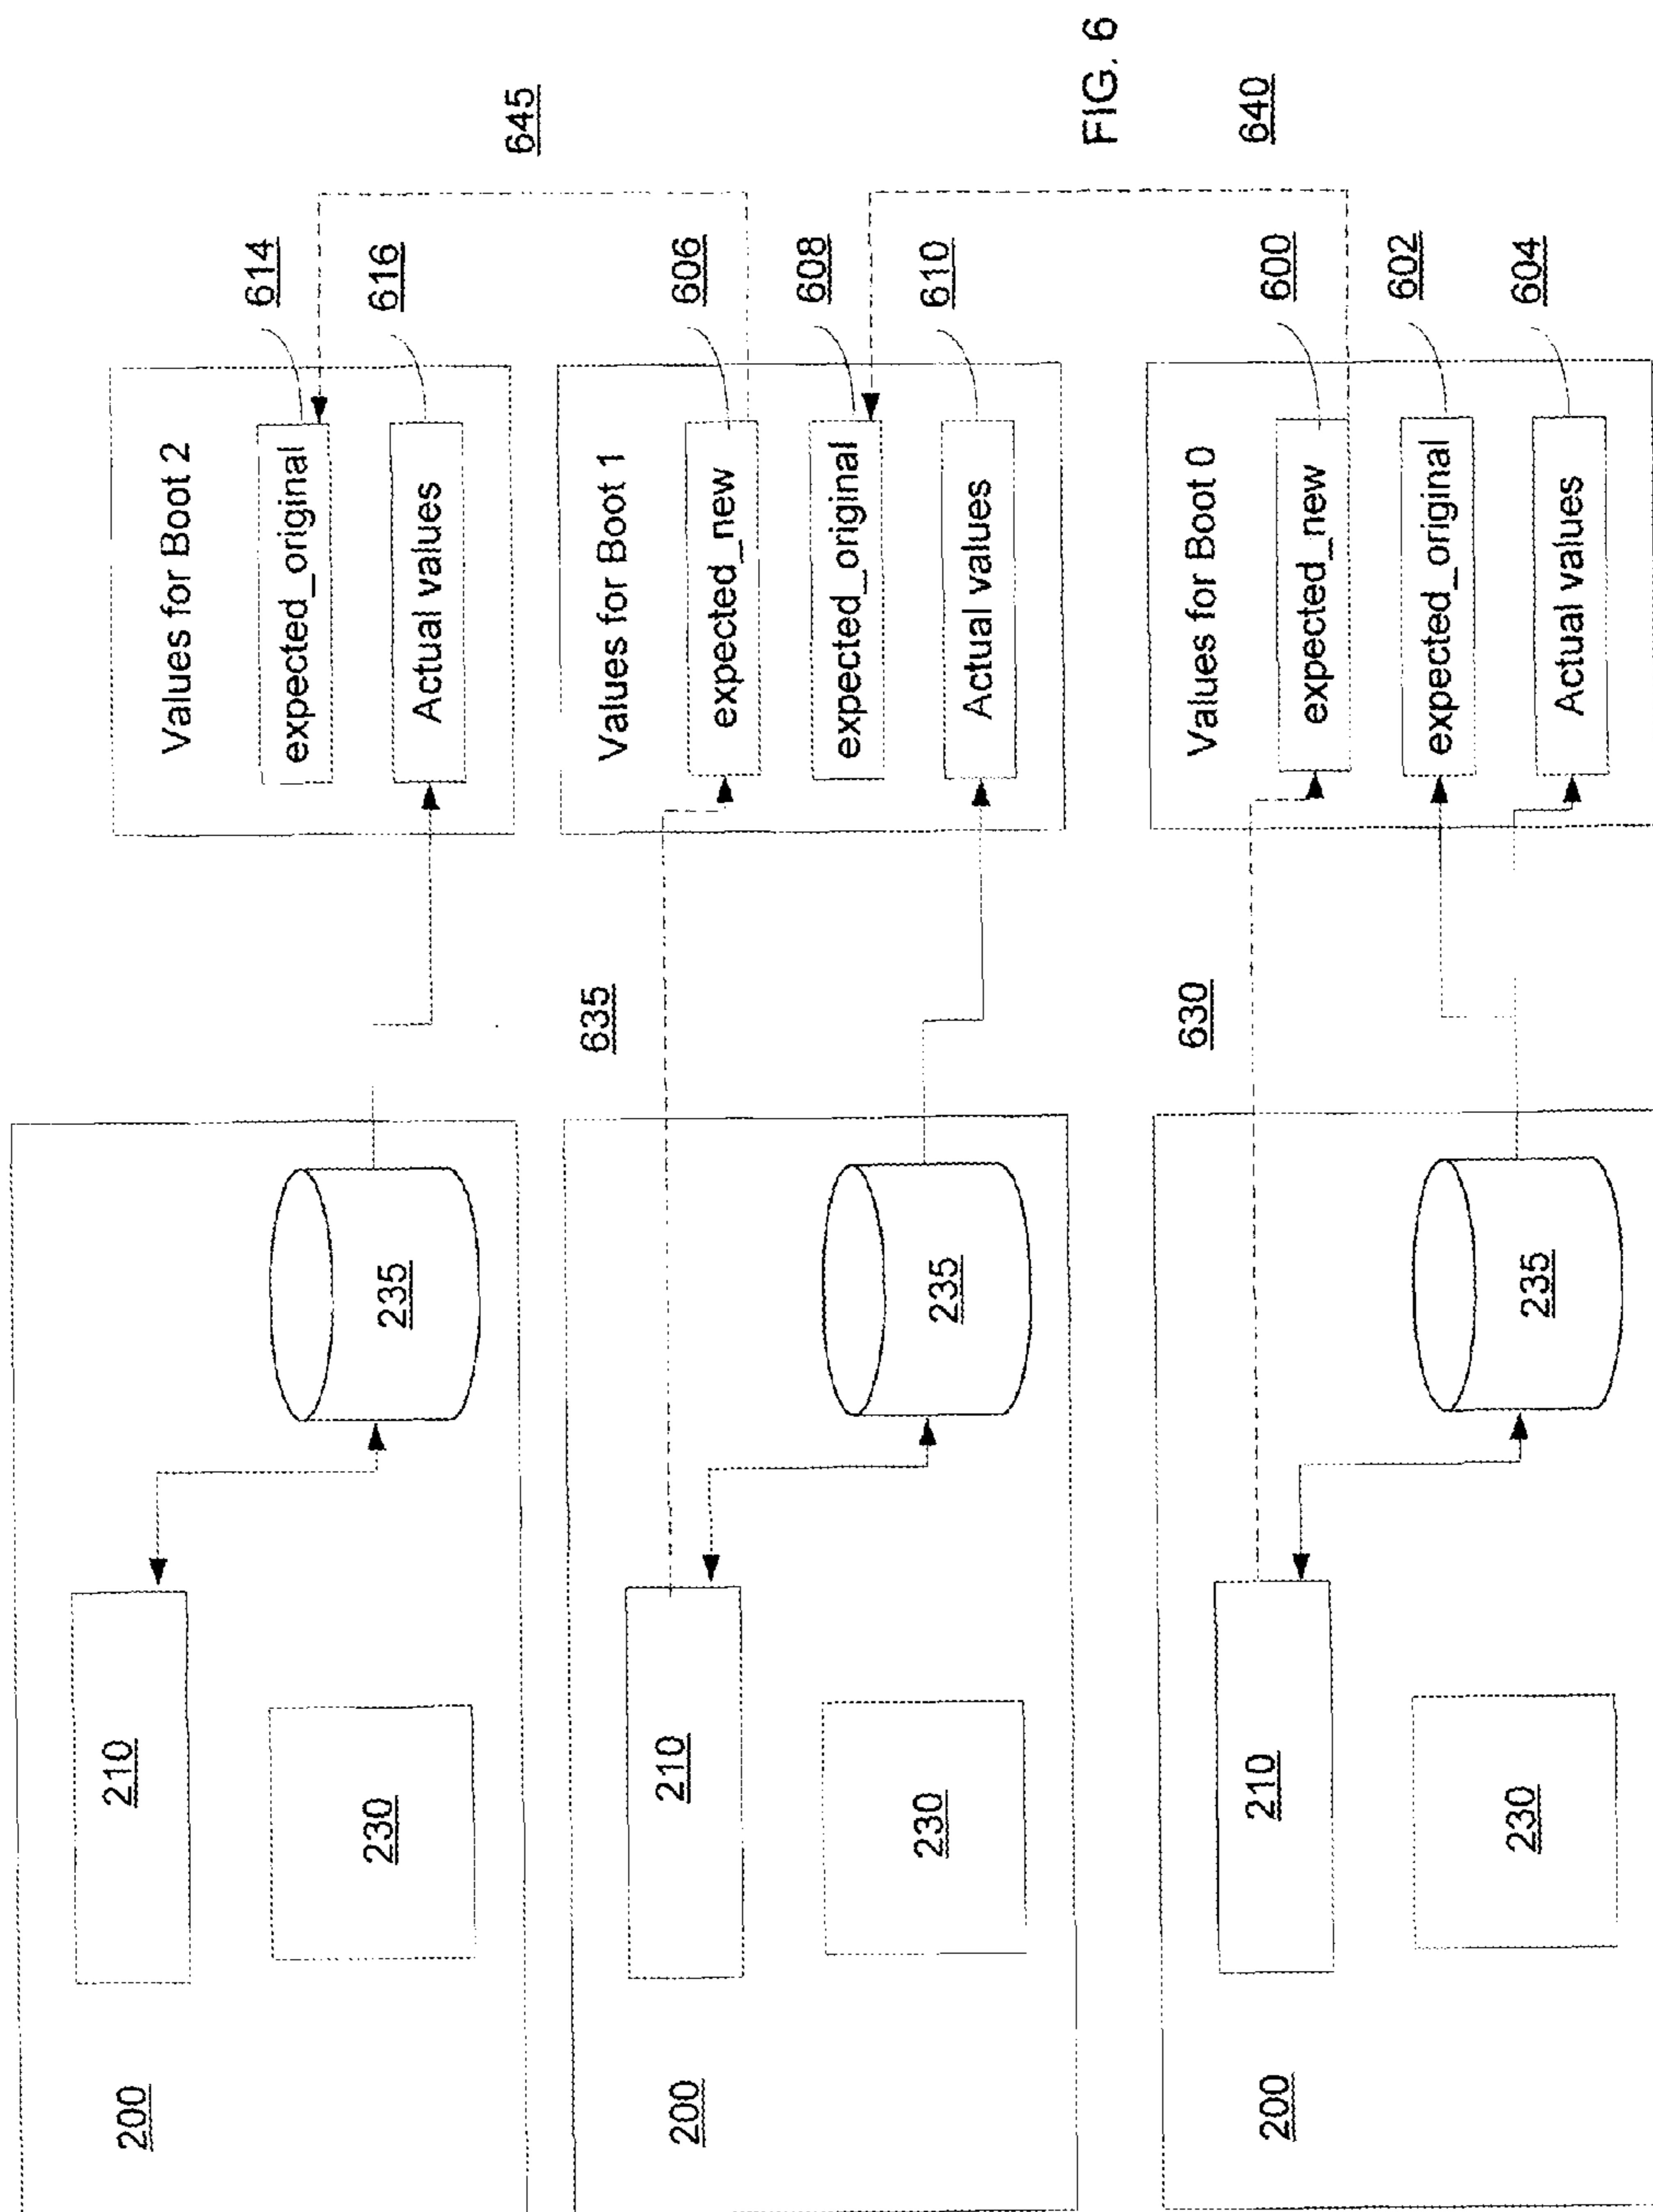 200
210
230
235
Values for Boot 2
expected_original
614
Actual values
616
645
200
210
230
235
635
Values for Boot 1
expected_new
606
expected_original
608
Actual values
610
FIG. 6
640
200
210
230
235
630
Values for Boot 0
expected_new
600
expected_original
602
Actual values
604